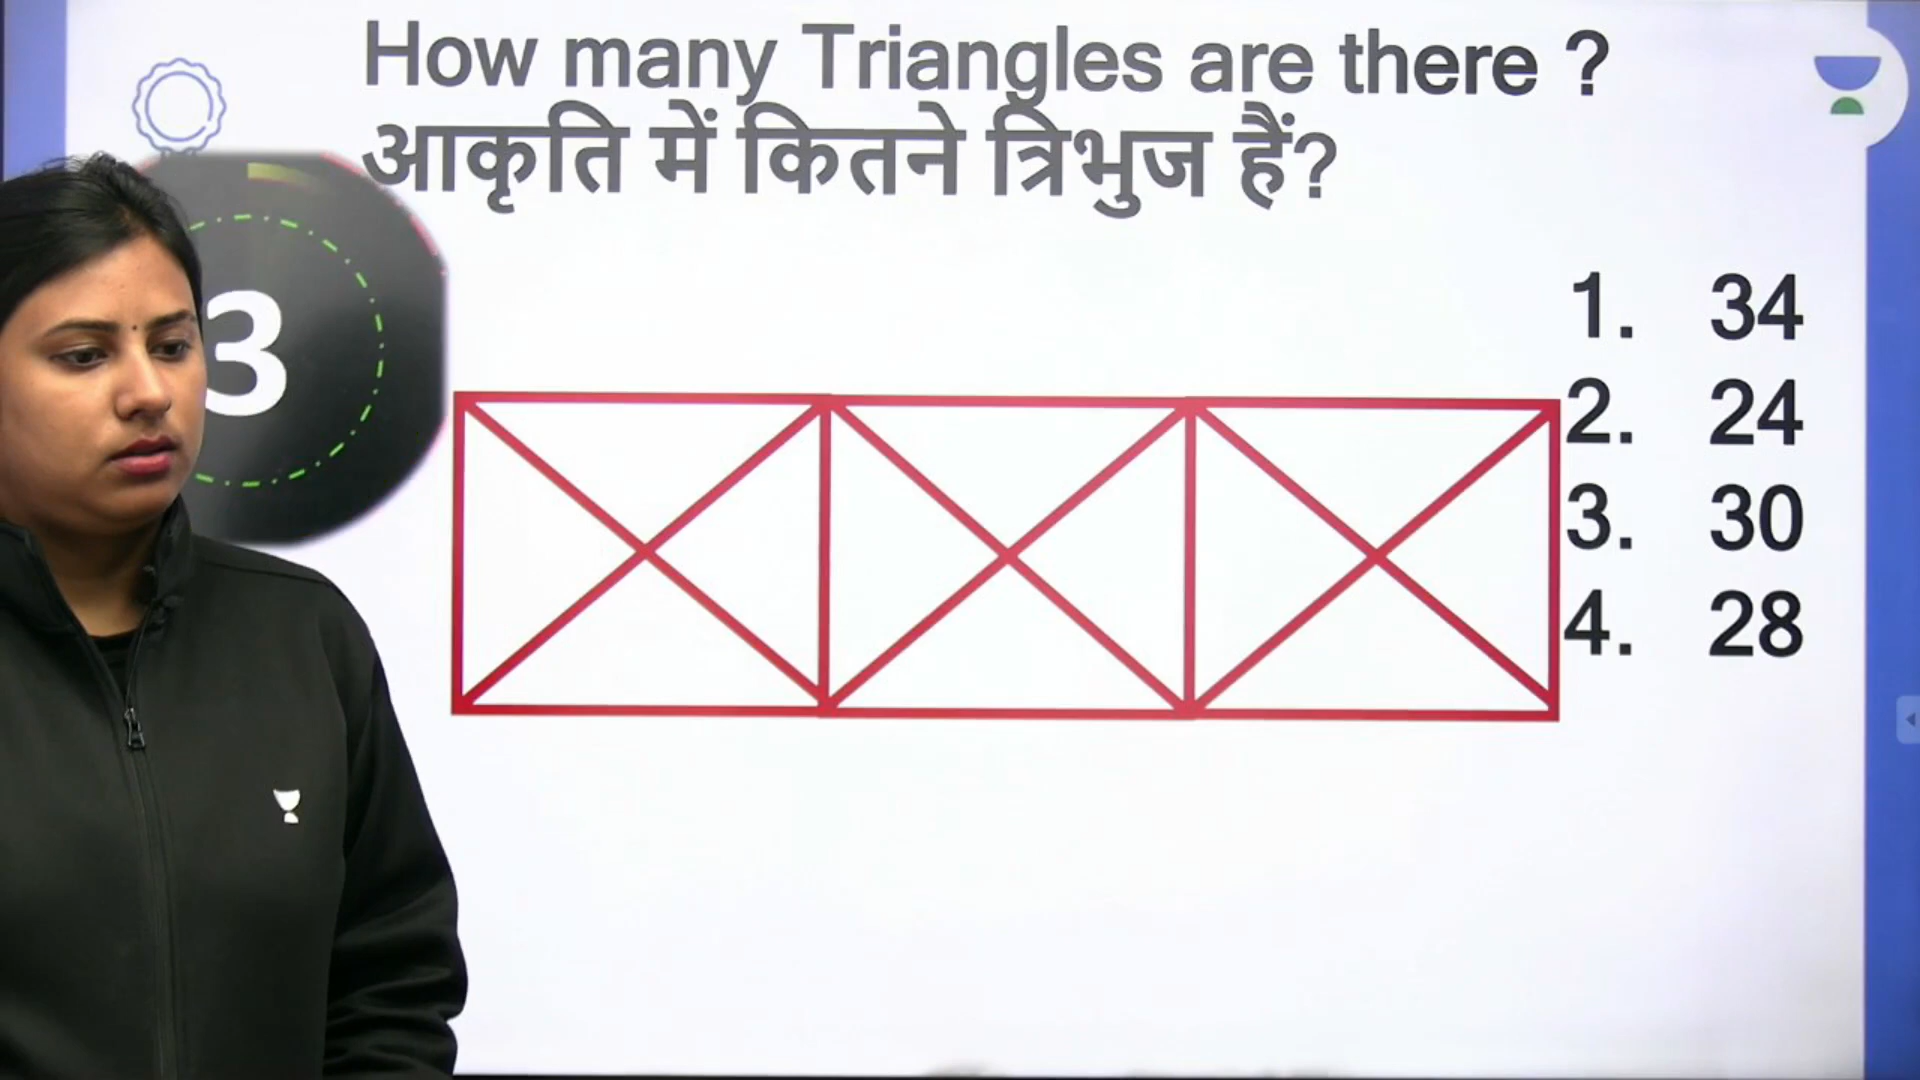 How many Triangles are there ?
आकृति में कितने त्रिभुज हैं?
3
1. 34
2. 24
3. 30
4. 28